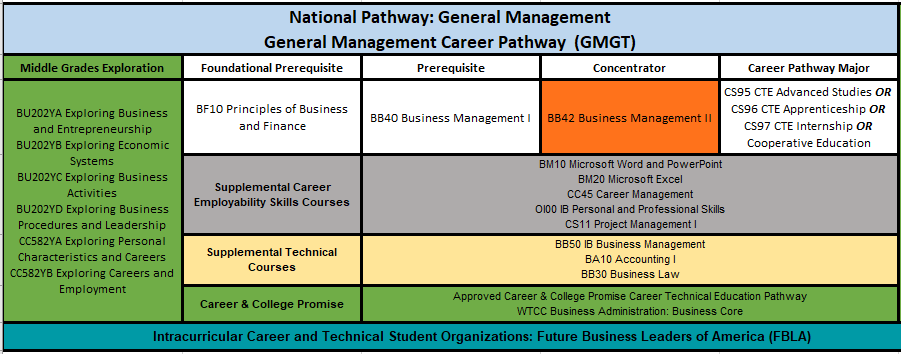 National Pathway: General Management
General Management Career Pathway (GMGT)
Middle Grades Exploration
Foundational Prerequisite
Prerequisite
Concentrator
Career Pathway Major
BU202YA Exploring Business
and Entrepreneurship
BU202YB Exploring Economic
Systems
BU202YC Exploring Business
Activities
BU202YD Exploring Business
Procedures and Leadership
CC582YA Exploring Personal
Characteristics and Careers
CC582YB Exploring Careers and
Employment
BF10 Principles of Business
and Finance
BB40 Business Management I
BB42 Business Management II
CS95 CTE Advanced Studies OR
CS96 CTE Apprenticeship OR
CS97 CTE Internship OR
Cooperative Education
Supplemental Career
Employability Skills Courses
BM10 Microsoft Word and PowerPoint
BM20 Microsoft Excel
CC45 Career Management
OI00 IB Personal and Professional Skills
CS11 Project Management I
Supplemental Technical
Courses
BB50 IB Business Management
BA10 Accounting I
BB30 Business Law
Career & College Promise
Approved Career & College Promise Career Technical Education Pathway
WTCC Business Administration: Business Core
Intracurricular Career and Technical Student Organizations: Future Business Leaders of America (FBLA)